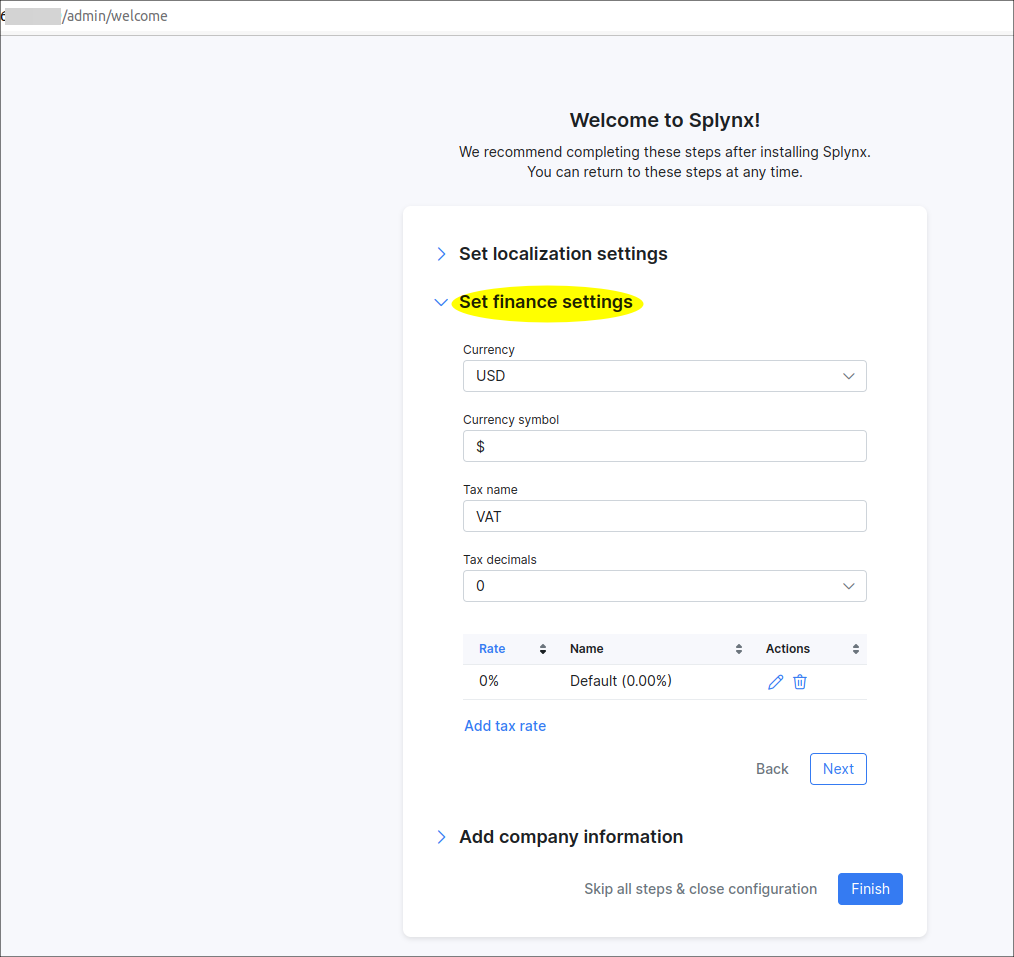 /admin/welcome
Welcome to Splynx!
We recommend completing these steps after installing Splynx.
You can return to these steps at any time.
Set localization settings
Set finance settings
Currency
USD
Currency symbol
$
Tax name
VAT
Tax decimals
0
Rate Name Actions
0% Default (0.00%)
Add tax rate
Back Next
Add company information
Skip all steps & close configuration Finish